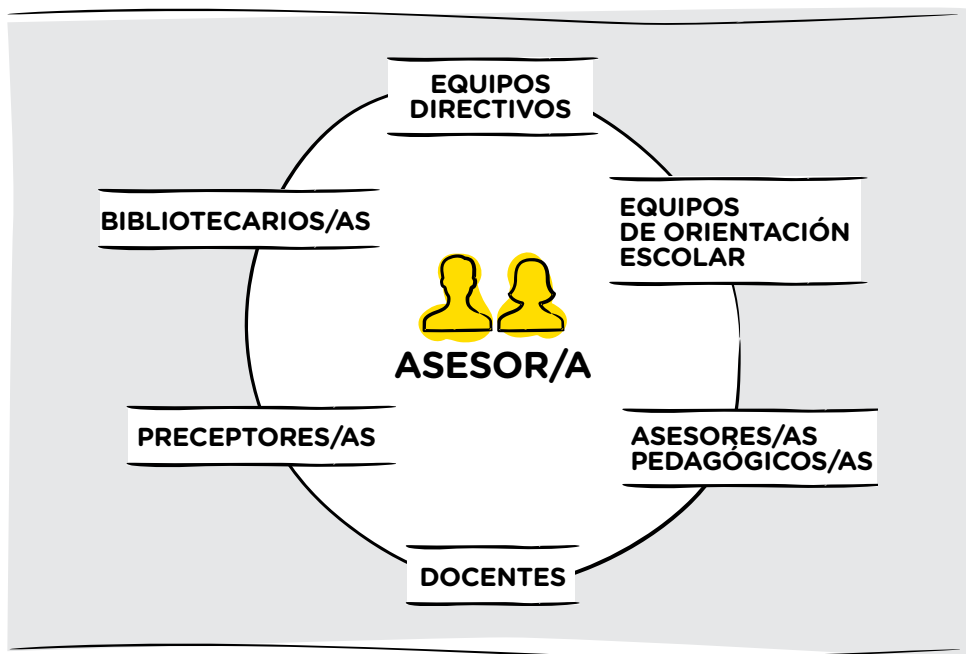 EQUIPOS
DIRECTIVOS
BIBLIOTECARIOS/AS
EQUIPOS
DE ORIENTACIÓN
ESCOLAR
ASESOR/A
PRECEPTORES/AS
ASESORES/AS
PEDAGÓGICOS/AS
DOCENTES